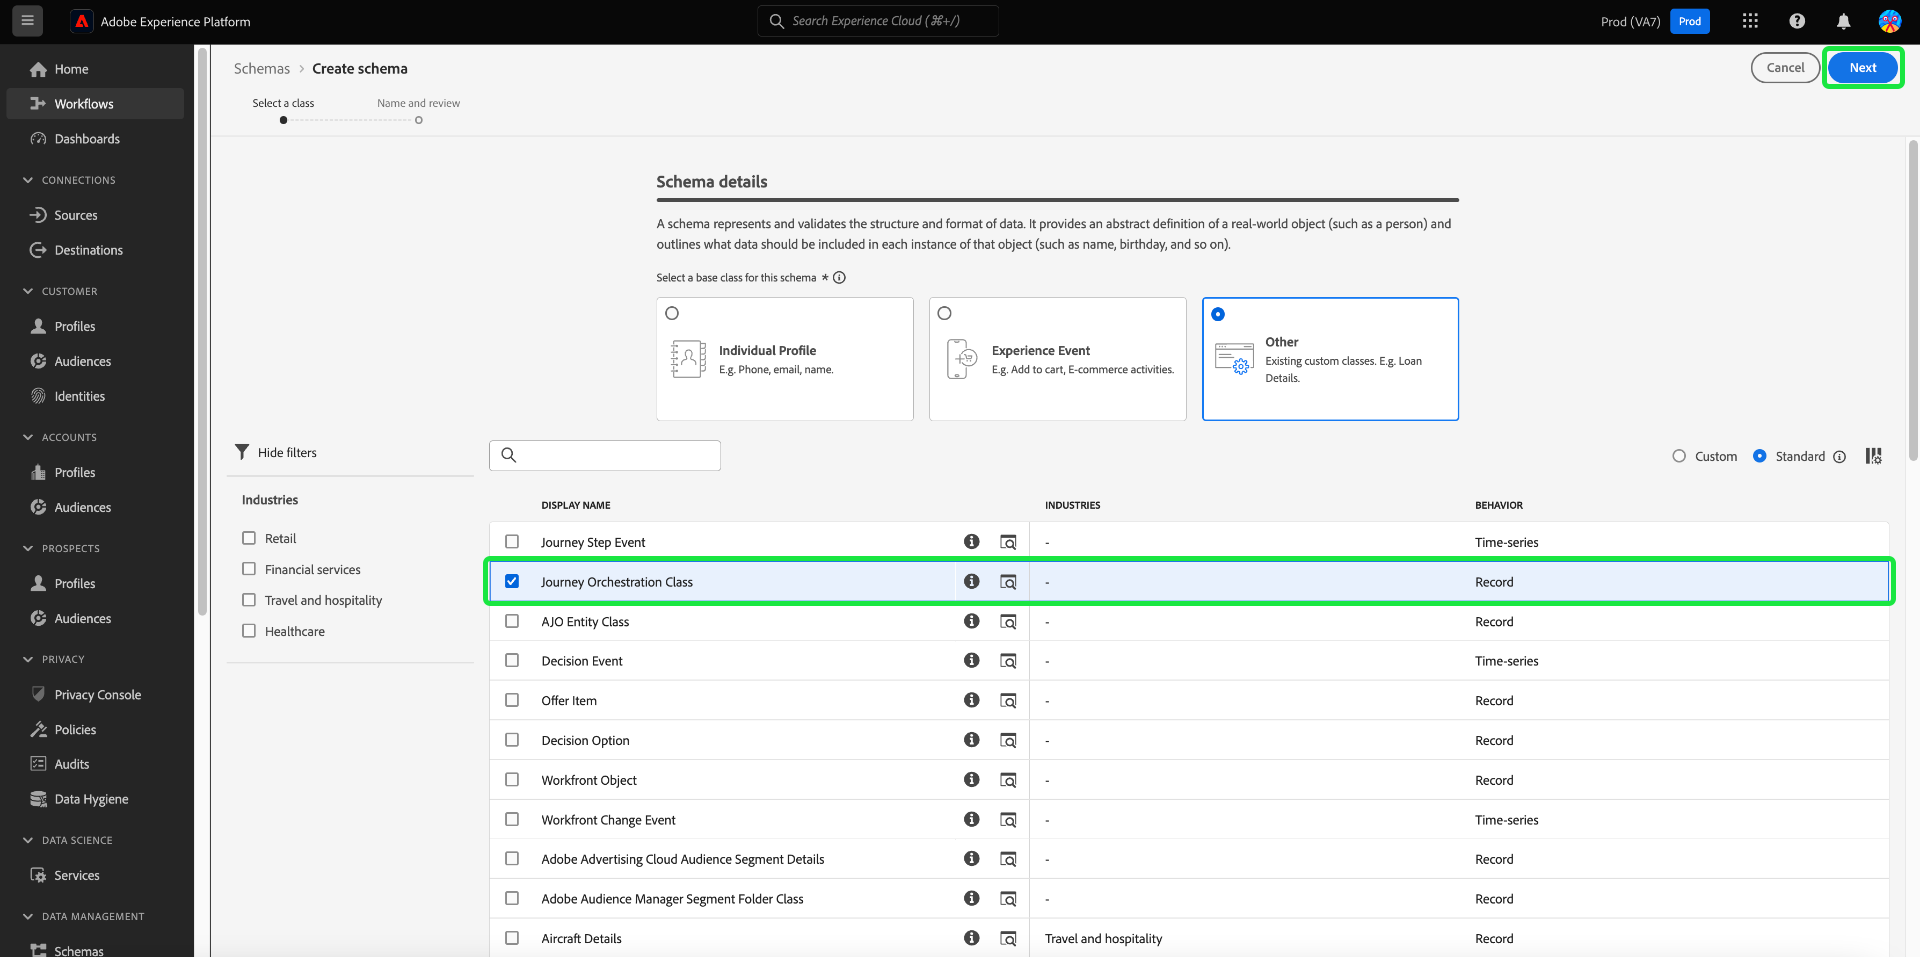 Adobe Experience Platform
Search Experience Cloud (⌘+/)
Prod (VA7)
Prod
Home
Workflows
Dashboards
CONNECTIONS
Sources
Destinations
CUSTOMER
Profiles
Audiences
Identities
ACCOUNTS
Profiles
Audiences
PROSPECTS
Profiles
Audiences
PRIVACY
Privacy Console
Policies
Audits
Data Hygiene
DATA SCIENCE
Services
DATA MANAGEMENT
Schemas
Schemas > Create schema
Cancel
Next
Select a class
Name and review
Schema details
A schema represents and validates the structure and format of data. It provides an abstract definition of a real-world object (such as a person) and
outlines what data should be included in each instance of that object (such as name, birthday, and so on).
Select a base class for this schema *
Individual Profile
E.g. Phone, email, name.
Experience Event
E.g. Add to cart, E-commerce activities.
Other
Existing custom classes. E.g. Loan
Details.
Hide filters
Industries
Retail
Financial services
Travel and hospitality
Healthcare
Custom
Standard
DISPLAY NAME INDUSTRIES BEHAVIOR
Journey Step Event - Time-series
Journey Orchestration Class - Record
AJO Entity Class - Record
Decision Event - Time-series
Offer Item - Record
Decision Option - Record
Workfront Object - Record
Workfront Change Event - Time-series
Adobe Advertising Cloud Audience Segment Details - Record
Adobe Audience Manager Segment Folder Class - Record
Aircraft Details Travel and hospitality Record